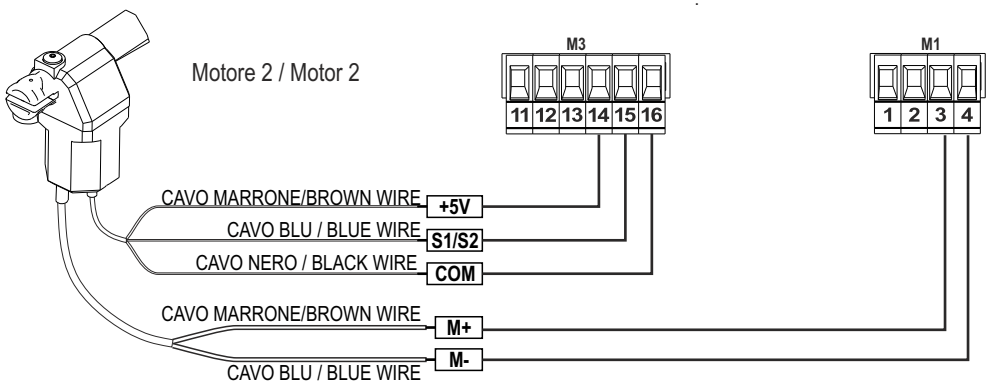 M3
M1
Motore 2 / Motor 2
11 12 13 14 15 16
1 2 3 4
CAVO MARRONE/BROWN WIRE +5V
CAVO BLU / BLUE WIRE S1/S2
CAVO NERO / BLACK WIRE COM
CAVO MARRONE/BROWN WIRE M+
M-
CAVO BLU / BLUE WIRE